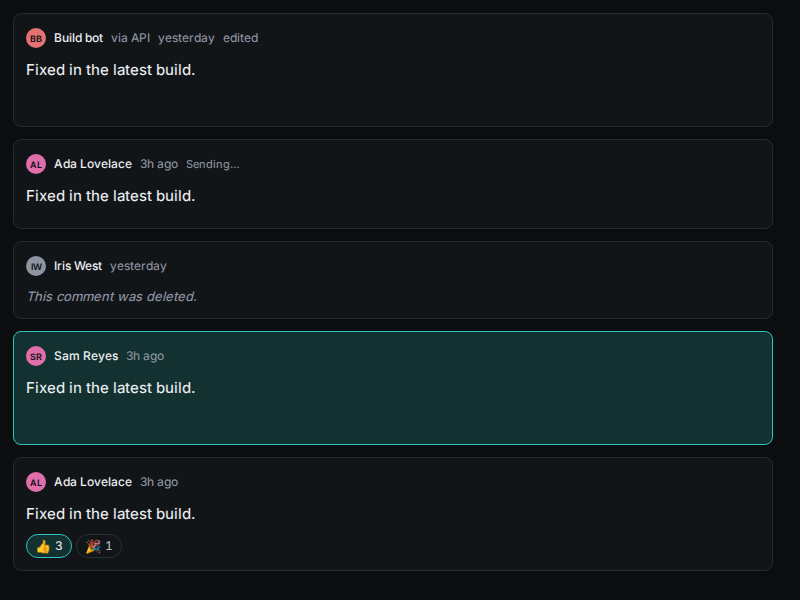 BB Build bot via API yesterday edited
Fixed in the latest build.
AL Ada Lovelace 3h ago Sending...
Fixed in the latest build.
IW Iris West yesterday
This comment was deleted.
SR Sam Reyes 3h ago
Fixed in the latest build.
AL Ada Lovelace 3h ago
Fixed in the latest build.
👍 3 🎉 1